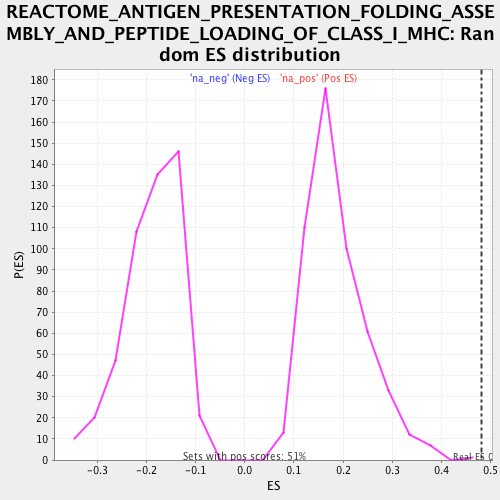 REACTOME_ANTIGEN_PRESENTATION_FOLDING_ASSE
MBLY_AND_PEPTIDE_LOADING_OF_CLASS_I_MHC: Ran
dom ES distribution
'na_neg' (Neg ES) 'na_pos' (Pos ES)
180
170
160
150
140
130
120
110
100
90
80
70
60
50
40
30
20
10
0
P(ES)
Sets with pos scores: 51%
Real ES 0
-0.3 -0.2 -0.1 0.0 0.1 0.2 0.3 0.4 0.5
ES